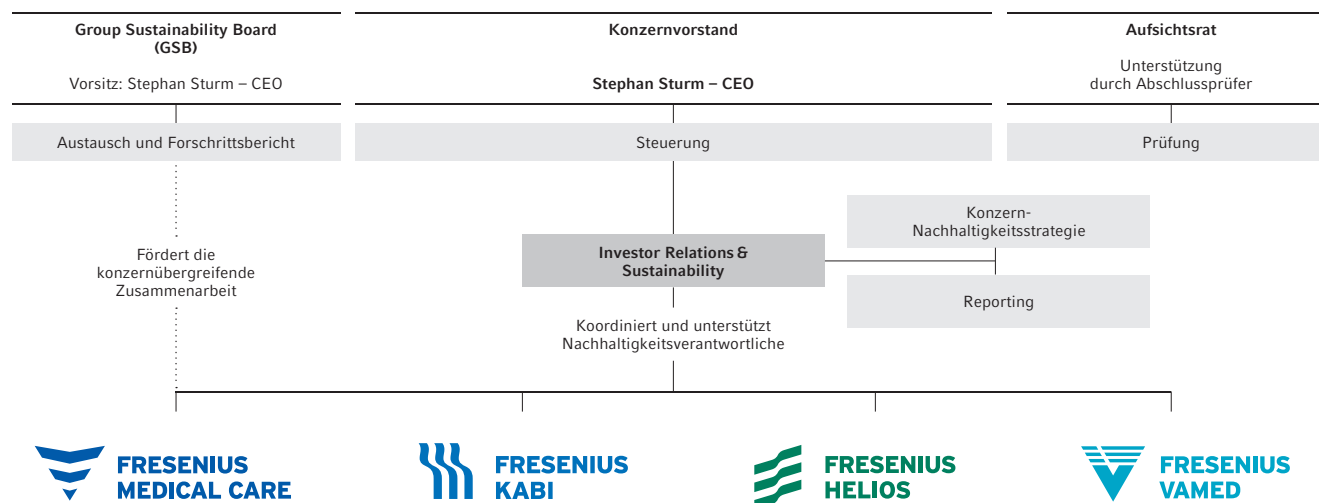 Group Sustainability Board
(GSB)
Vorsitz: Stephan Sturm – CEO
Austausch und Forschrittsbericht
Fördert die
konzernübergreifende
Zusammenarbeit
Konzernvorstand
Stephan Sturm – CEO
Steuerung
Investor Relations &
Sustainability
Koordiniert und unterstützt
Nachhaltigkeitsverantwortliche
Konzern-
Nachhaltigkeitsstrategie
Reporting
Aufsichtsrat
Unterstützung
durch Abschlussprüfer
Prüfung
FRESENIUS
MEDICAL CARE
FRESENIUS
KABI
FRESENIUS
HELIOS
FRESENIUS
VAMED